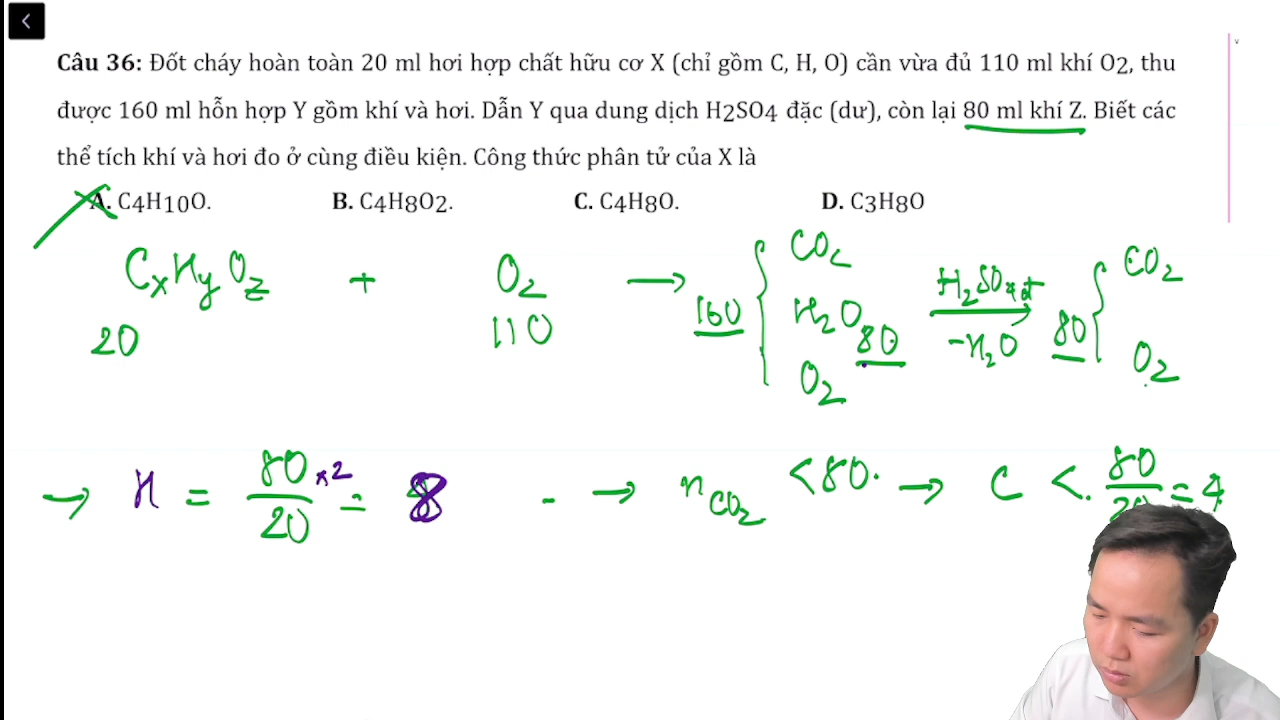 Câu 36: Đốt cháy hoàn toàn 20 ml hơi hợp chất hữu cơ X (chỉ gồm C, H, O) cần vừa đủ 110 ml khí O2, thu
được 160 ml hỗn hợp Y gồm khí và hơi. Dẫn Y qua dung dịch H2SO4 đặc (dư), còn lại 80 ml khí Z. Biết các
thể tích khí và hơi đo ở cùng điều kiện. Công thức phân tử của X là
A. C4H10O. B. C4H8O2. C. C4H8O. D. C3H8O
CxHyOz + O2 → 160 { CO2 H2O 80 O2 H2SO4 đ -H2O 80 { CO2 O2
20 110
→ H = 80/20 x2 = 8 - → nCO2 < 80. → C < 80/20 = 4